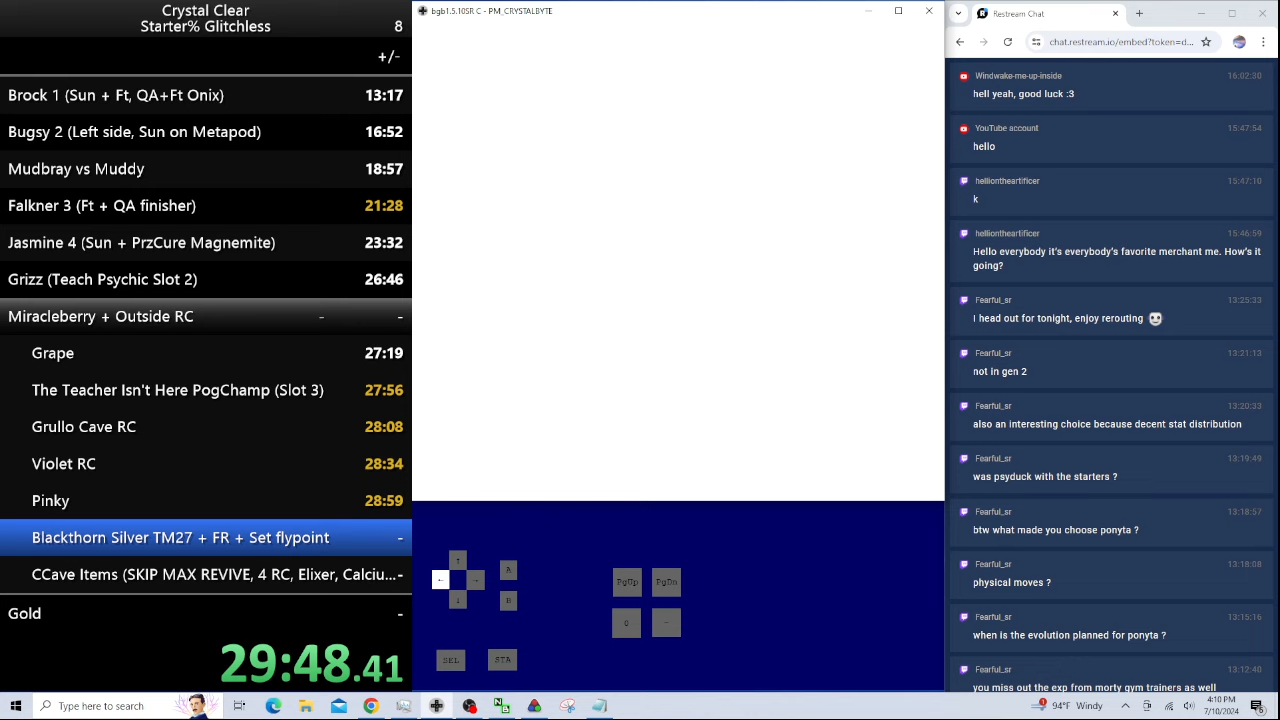 Crystal Clear
Starter% Glitchless
8
+/-
Brock 1 (Sun + Ft, QA+Ft Onix) 13:17
Bugsy 2 (Left side, Sun on Metapod) 16:52
Mudbray vs Muddy 18:57
Falkner 3 (Ft + QA finisher) 21:28
Jasmine 4 (Sun + PrzCure Magnemite) 23:32
Grizz (Teach Psychic Slot 2) 26:46
Miracleberry + Outside RC - -
Grape 27:19
The Teacher Isn't Here PogChamp (Slot 3) 27:56
Grullo Cave RC 28:08
Violet RC 28:34
Pinky 28:59
Blackthorn Silver TM27 + FR + Set flypoint -
CCave Items (SKIP MAX REVIVE, 4 RC, Elixer, Calciu...-
Gold -
29:48.41
bgb1.5.10SR C - PM_CRYSTALBYTE
↑
← →
↓
A
B
SEL STA
PgUp PgDn
0 -
Restream Chat
chat.restream.io/embed?token=d...
Windwake-me-up-inside 16:02:30
hell yeah, good luck :3
YouTube account 15:47:54
hello
helliontheartificer 15:47:10
k
helliontheartificer 15:46:59
Hello everybody it's everybody's favorite merchant me. How's it
going?
Fearful_sr 13:25:33
I head out for tonight, enjoy rerouting
Fearful_sr 13:21:13
not in gen 2
Fearful_sr 13:20:33
also an interesting choice because decent stat distribution
Fearful_sr 13:19:49
was psyduck with the starters ?
Fearful_sr 13:18:57
btw what made you choose ponyta ?
Fearful_sr 13:18:08
physical moves ?
Fearful_sr 13:15:16
when is the evolution planned for ponyta ?
Fearful_sr 13:12:40
you miss out the exp from morty gym trainers as well
Type here to search
94°F Windy
4:10 PM
7/10/2024